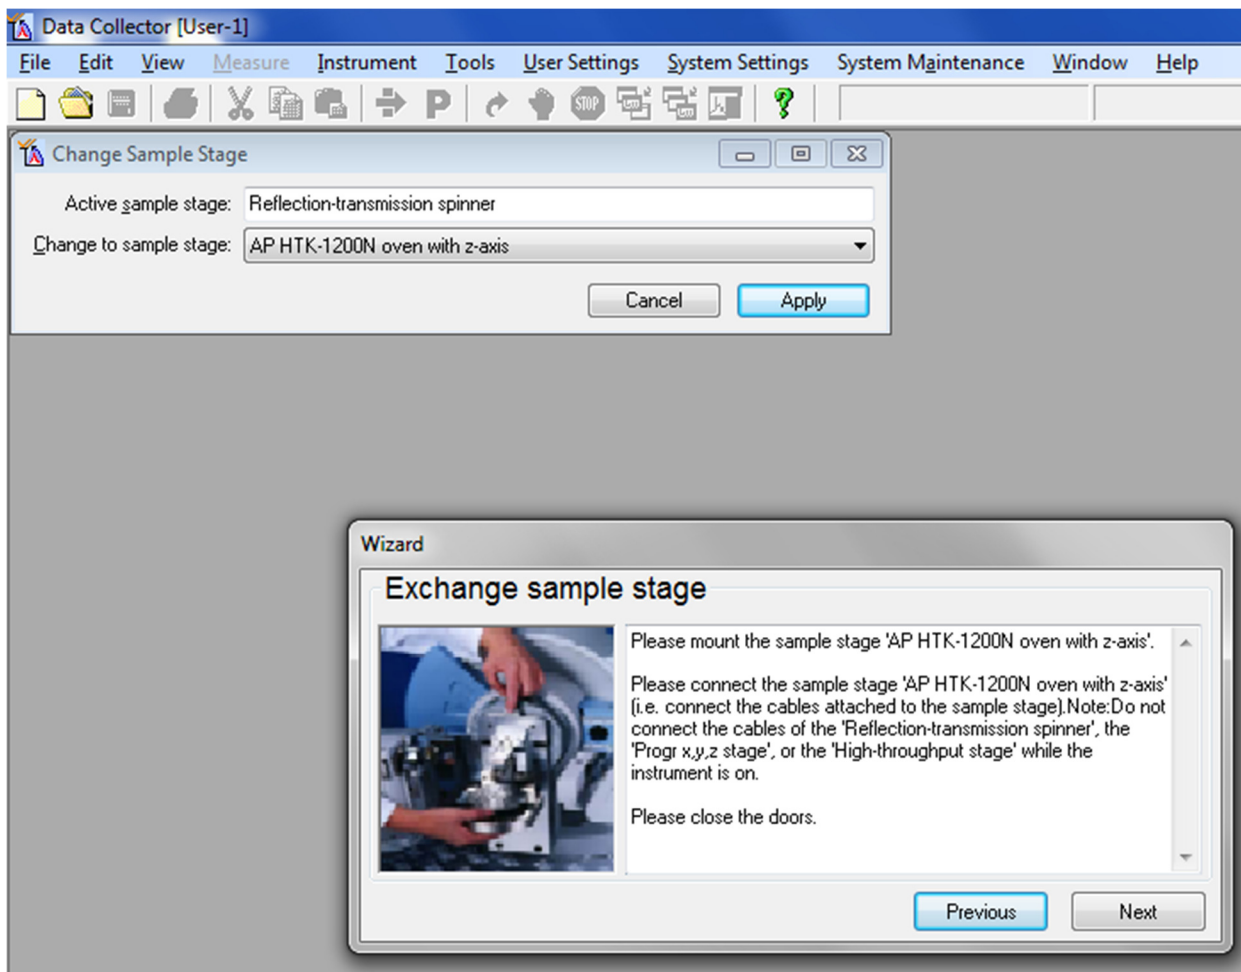 Data Collector [User-1]
File Edit View Measure Instrument Tools User Settings System Settings System Maintenance Window Help
P STOP ?
Change Sample Stage
Active sample stage: Reflection-transmission spinner
Change to sample stage: AP HTK-1200N oven with z-axis
Cancel Apply
Wizard
Exchange sample stage
Please mount the sample stage 'AP HTK-1200N oven with z-axis'.
Please connect the sample stage 'AP HTK-1200N oven with z-axis'
(i.e. connect the cables attached to the sample stage).Note:Do not
connect the cables of the 'Reflection-transmission spinner', the
'Progr x,y,z stage', or the 'High-throughput stage' while the
instrument is on.
Please close the doors.
Previous Next